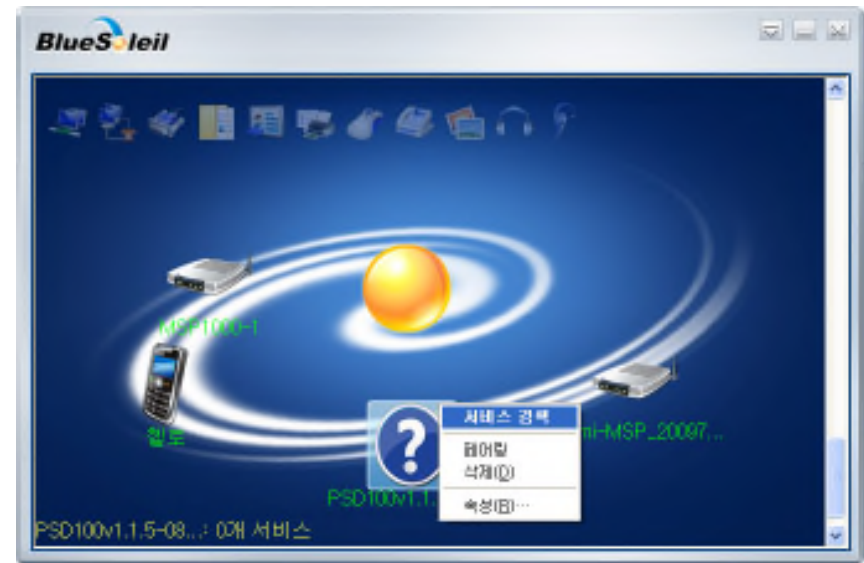 BlueSoleil
MSP1000-1
헬로
서비스 검색
페어링
삭제(D)
속성(R)...
ni-MSP_20097...
PSD100v1.1.
PSD100v1.1.5-08...: 0개 서비스